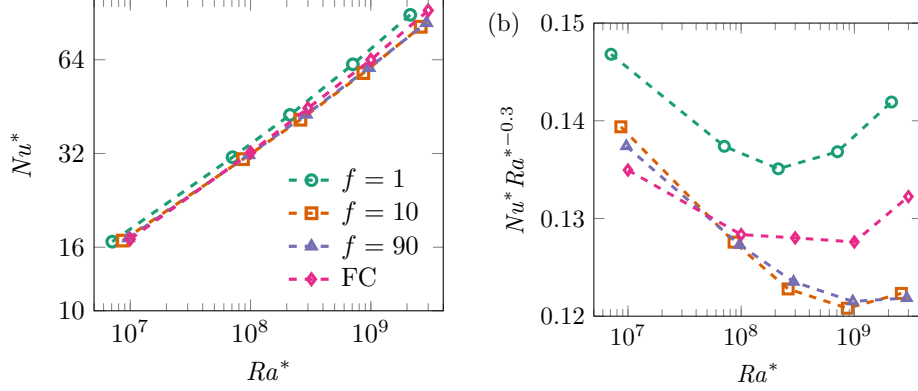 64
32
16
10
Nu*
10^7
10^8
10^9
Ra*
f = 1
f = 10
f = 90
FC
(b)
0.15
0.14
0.13
0.12
Nu* Ra*^−0.3
10^7
10^8
10^9
Ra*